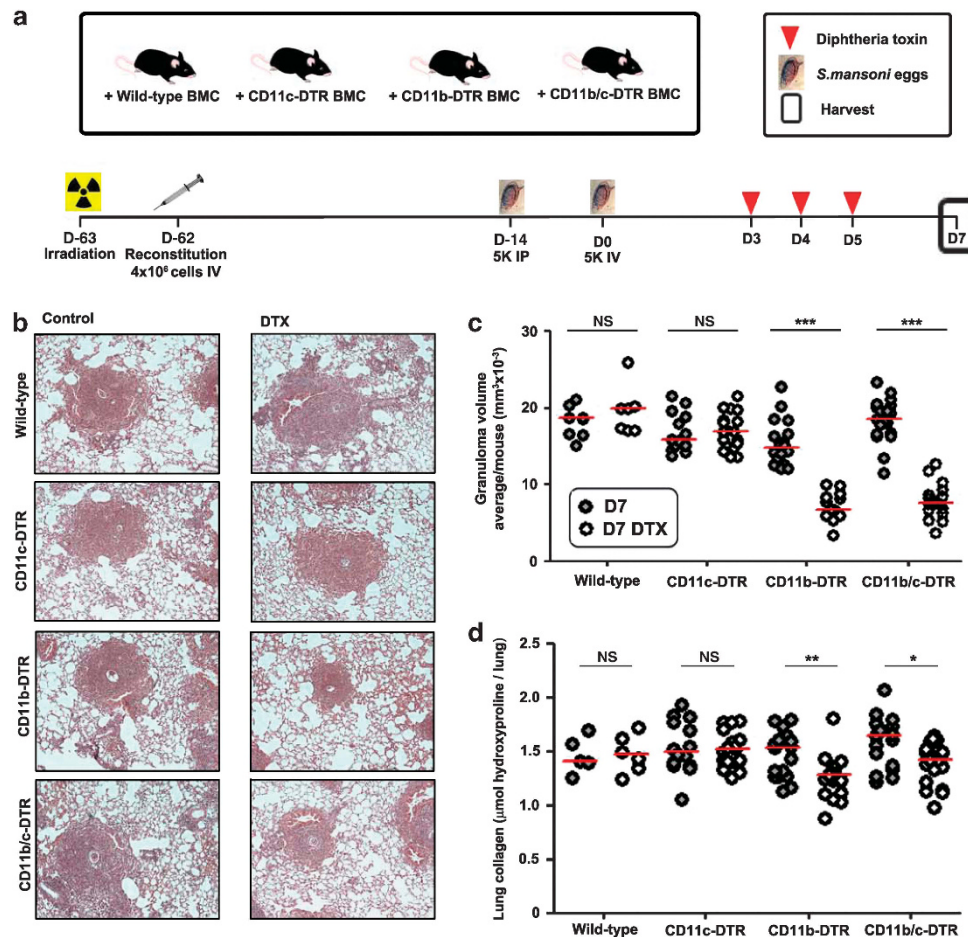 a
+ Wild-type BMC
+ CD11c-DTR BMC
+ CD11b-DTR BMC
+ CD11b/c-DTR BMC
Diphtheria toxin
S.mansoni eggs
Harvest
D-63
Irradiation
D-62
Reconstitution
4x10⁶ cells IV
D-14
5K IP
D0
5K IV
D3
D4
D5
D7
b
Control
DTX
Wild-type
CD11c-DTR
CD11b-DTR
CD11b/c-DTR
c
Granuloma volume
average/mouse (mm³x10⁻³)
30
20
10
0
NS
NS
***
***
D7
D7 DTX
Wild-type
CD11c-DTR
CD11b-DTR
CD11b/c-DTR
d
Lung collagen (µmol hydroxyproline / lung)
2.5
2.0
1.5
1.0
0.5
0
NS
NS
**
*
Wild-type
CD11c-DTR
CD11b-DTR
CD11b/c-DTR